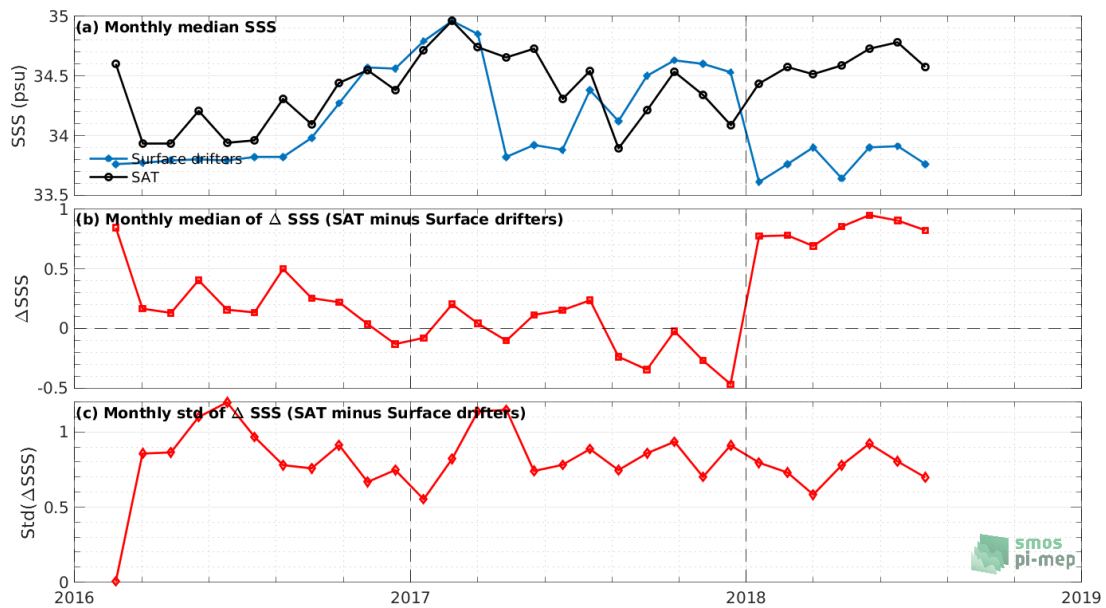 (a) Monthly median SSS
35
34.5
34
33.5
SSS (psu)
Surface drifters
SAT
(b) Monthly median of Δ SSS (SAT minus Surface drifters)
1
0.5
0
-0.5
ΔSSS
(c) Monthly std of Δ SSS (SAT minus Surface drifters)
1
0.5
0
Std(ΔSSS)
2016
2017
2018
2019
smos
pi-mep